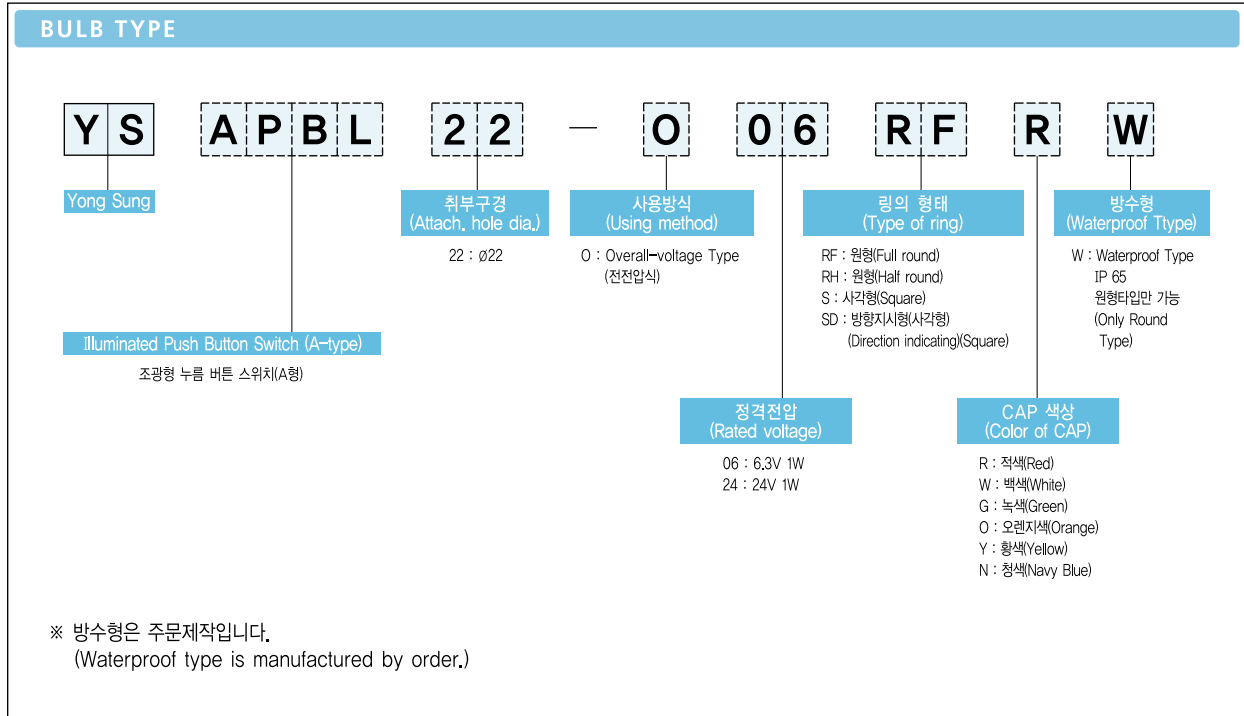 BULB TYPE
YS APBL 22 — O 06 RF R W
Yong Sung
취부구경
(Attach. hole dia.)
22 : Ø22
사용방식
(Using method)
O : Overall-voltage Type
(전전압식)
링의 형태
(Type of ring)
RF : 원형(Full round)
RH : 원형(Half round)
S : 사각형(Square)
SD : 방향지시형(사각형)
(Direction indicating)(Square)
방수형
(Waterproof Ttype)
W : Waterproof Type
IP 65
원형타입만 가능
(Only Round
Type)
Illuminated Push Button Switch (A-type)
조광형 누름 버튼 스위치(A형)
정격전압
(Rated voltage)
06 : 6.3V 1W
24 : 24V 1W
CAP 색상
(Color of CAP)
R : 적색(Red)
W : 백색(White)
G : 녹색(Green)
O : 오렌지색(Orange)
Y : 황색(Yellow)
N : 청색(Navy Blue)
※ 방수형은 주문제작입니다.
(Waterproof type is manufactured by order.)